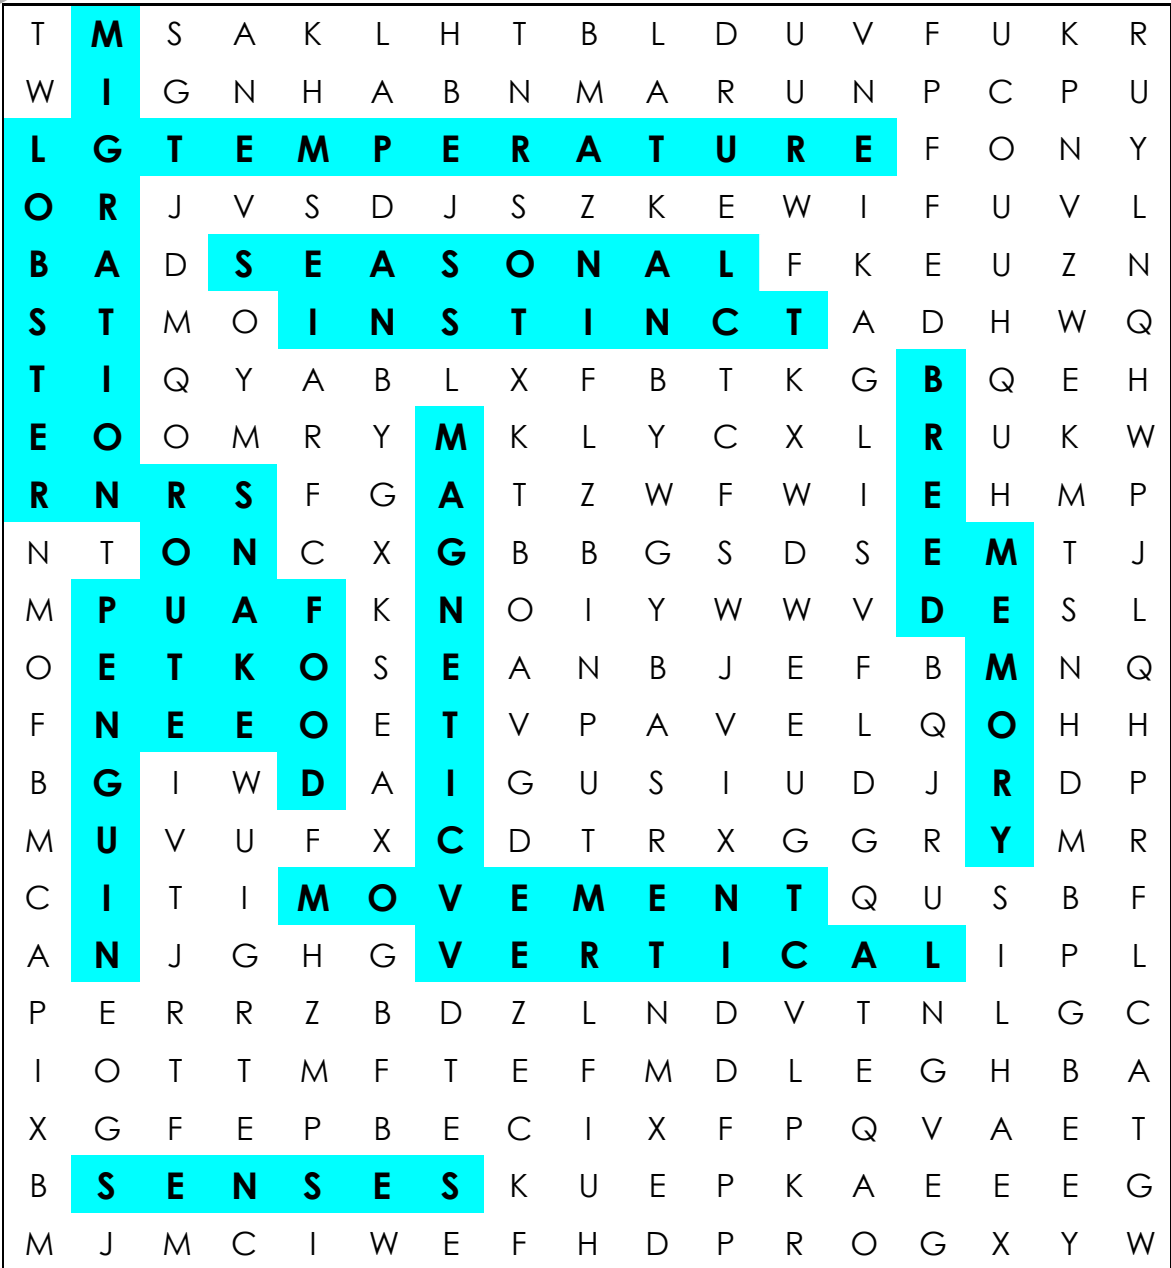 T M S A K L H T B L D U V F U K R
W I G N H A B N M A R U N P C P U
L G T E M P E R A T U R E F O N Y
O R J V S D J S Z K E W I F U V L
B A D S E A S O N A L F K E U Z N
S T M O I N S T I N C T A D H W Q
T I Q Y A B L X F B T K G B Q E H
E O O M R Y M K L Y C X L R U K W
R N R S F G A T Z W F W I E H M P
N T O N C X G B B G S D S E M T J
M P U A F K N O I Y W W V D E S L
O E T K O S E A N B J E F B M N Q
F N E E O E T V P A V E L Q O H H
B G I W D A I G U S I U D J R D P
M U V U F X C D T R X G G R Y M R
C I T I M O V E M E N T Q U S B F
A N J G H G V E R T I C A L I P L
P E R R Z B D Z L N D V T N L G C
I O T T M F T E F M D L E G H B A
X G F E P B E C I X F P Q V A E T
B S E N S E S K U E P K A E E E G
M J M C I W E F H D P R O G X Y W